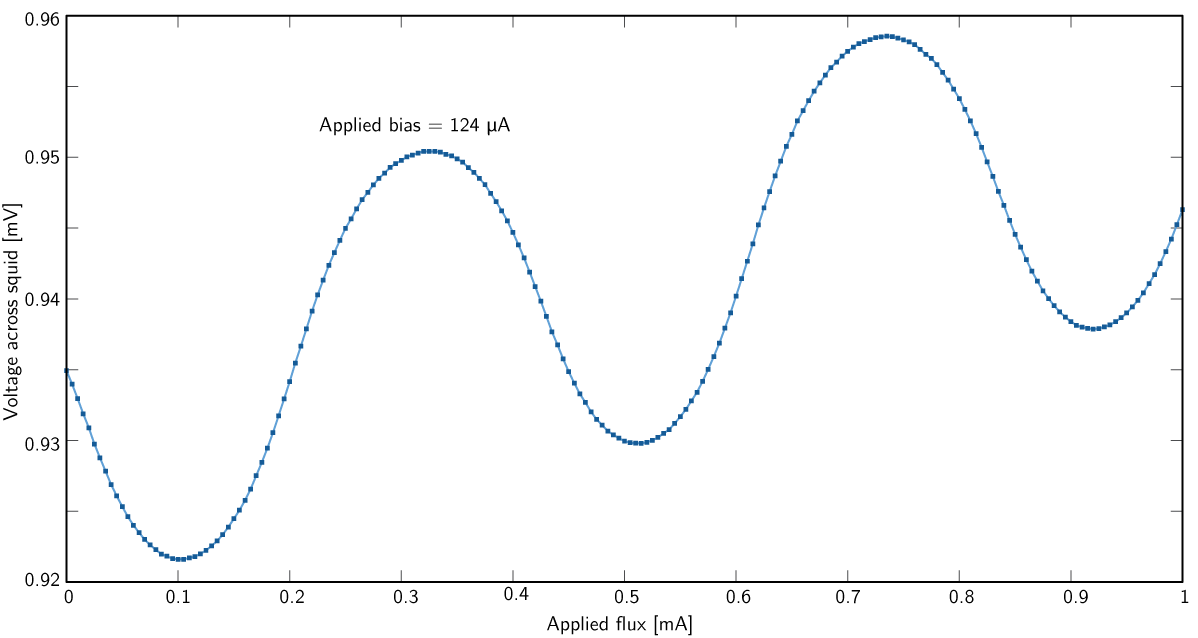 0.96
0.95
0.94
0.93
0.92
Voltage across squid [mV]
Applied bias = 124 µA
0 0.1 0.2 0.3 0.4 0.5 0.6 0.7 0.8 0.9 1
Applied flux [mA]